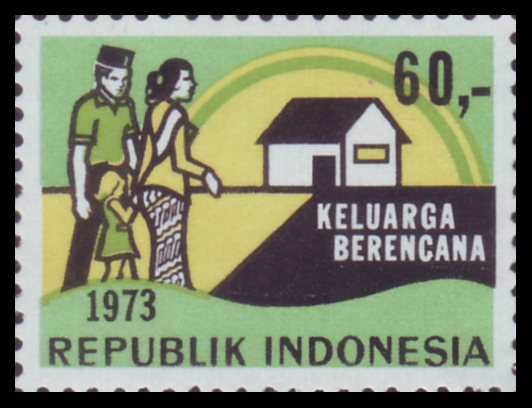 60,-
KELUARGA
BERENCANA
1973
REPUBLIK INDONESIA